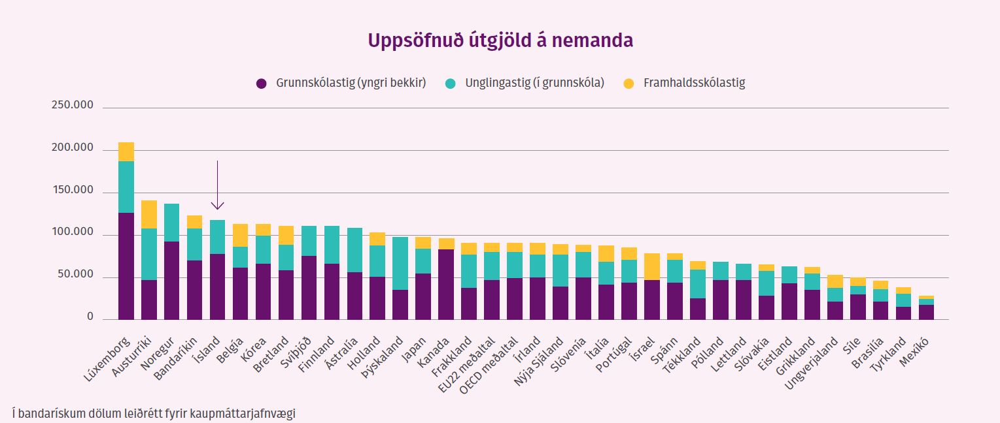 Uppsöfnuð útgjöld á nemanda
Grunnskólastig (yngri bekkir)
Unglingastig (í grunnskóla)
Framhaldsskólastig
250.000
200.000
150.000
100.000
50.000
0
Lúxemborg
Austurríki
Noregur
Bandaríkin
Ísland
Belgía
Kórea
Bretland
Svíþjóð
Finnland
Ástralía
Holland
Þýskaland
Japan
Kanada
Frakkland
EU22 meðaltal
OECD meðaltal
Írland
Nýja Sjáland
Slóvenía
Ítalía
Portúgal
Ísrael
Spánn
Tékkland
Pólland
Lettland
Slóvakía
Eistland
Grikkland
Ungverjaland
Síle
Brasilía
Tyrkland
Mexíkó
Í bandarískum dölum leiðrétt fyrir kaupmáttarjafnvægi